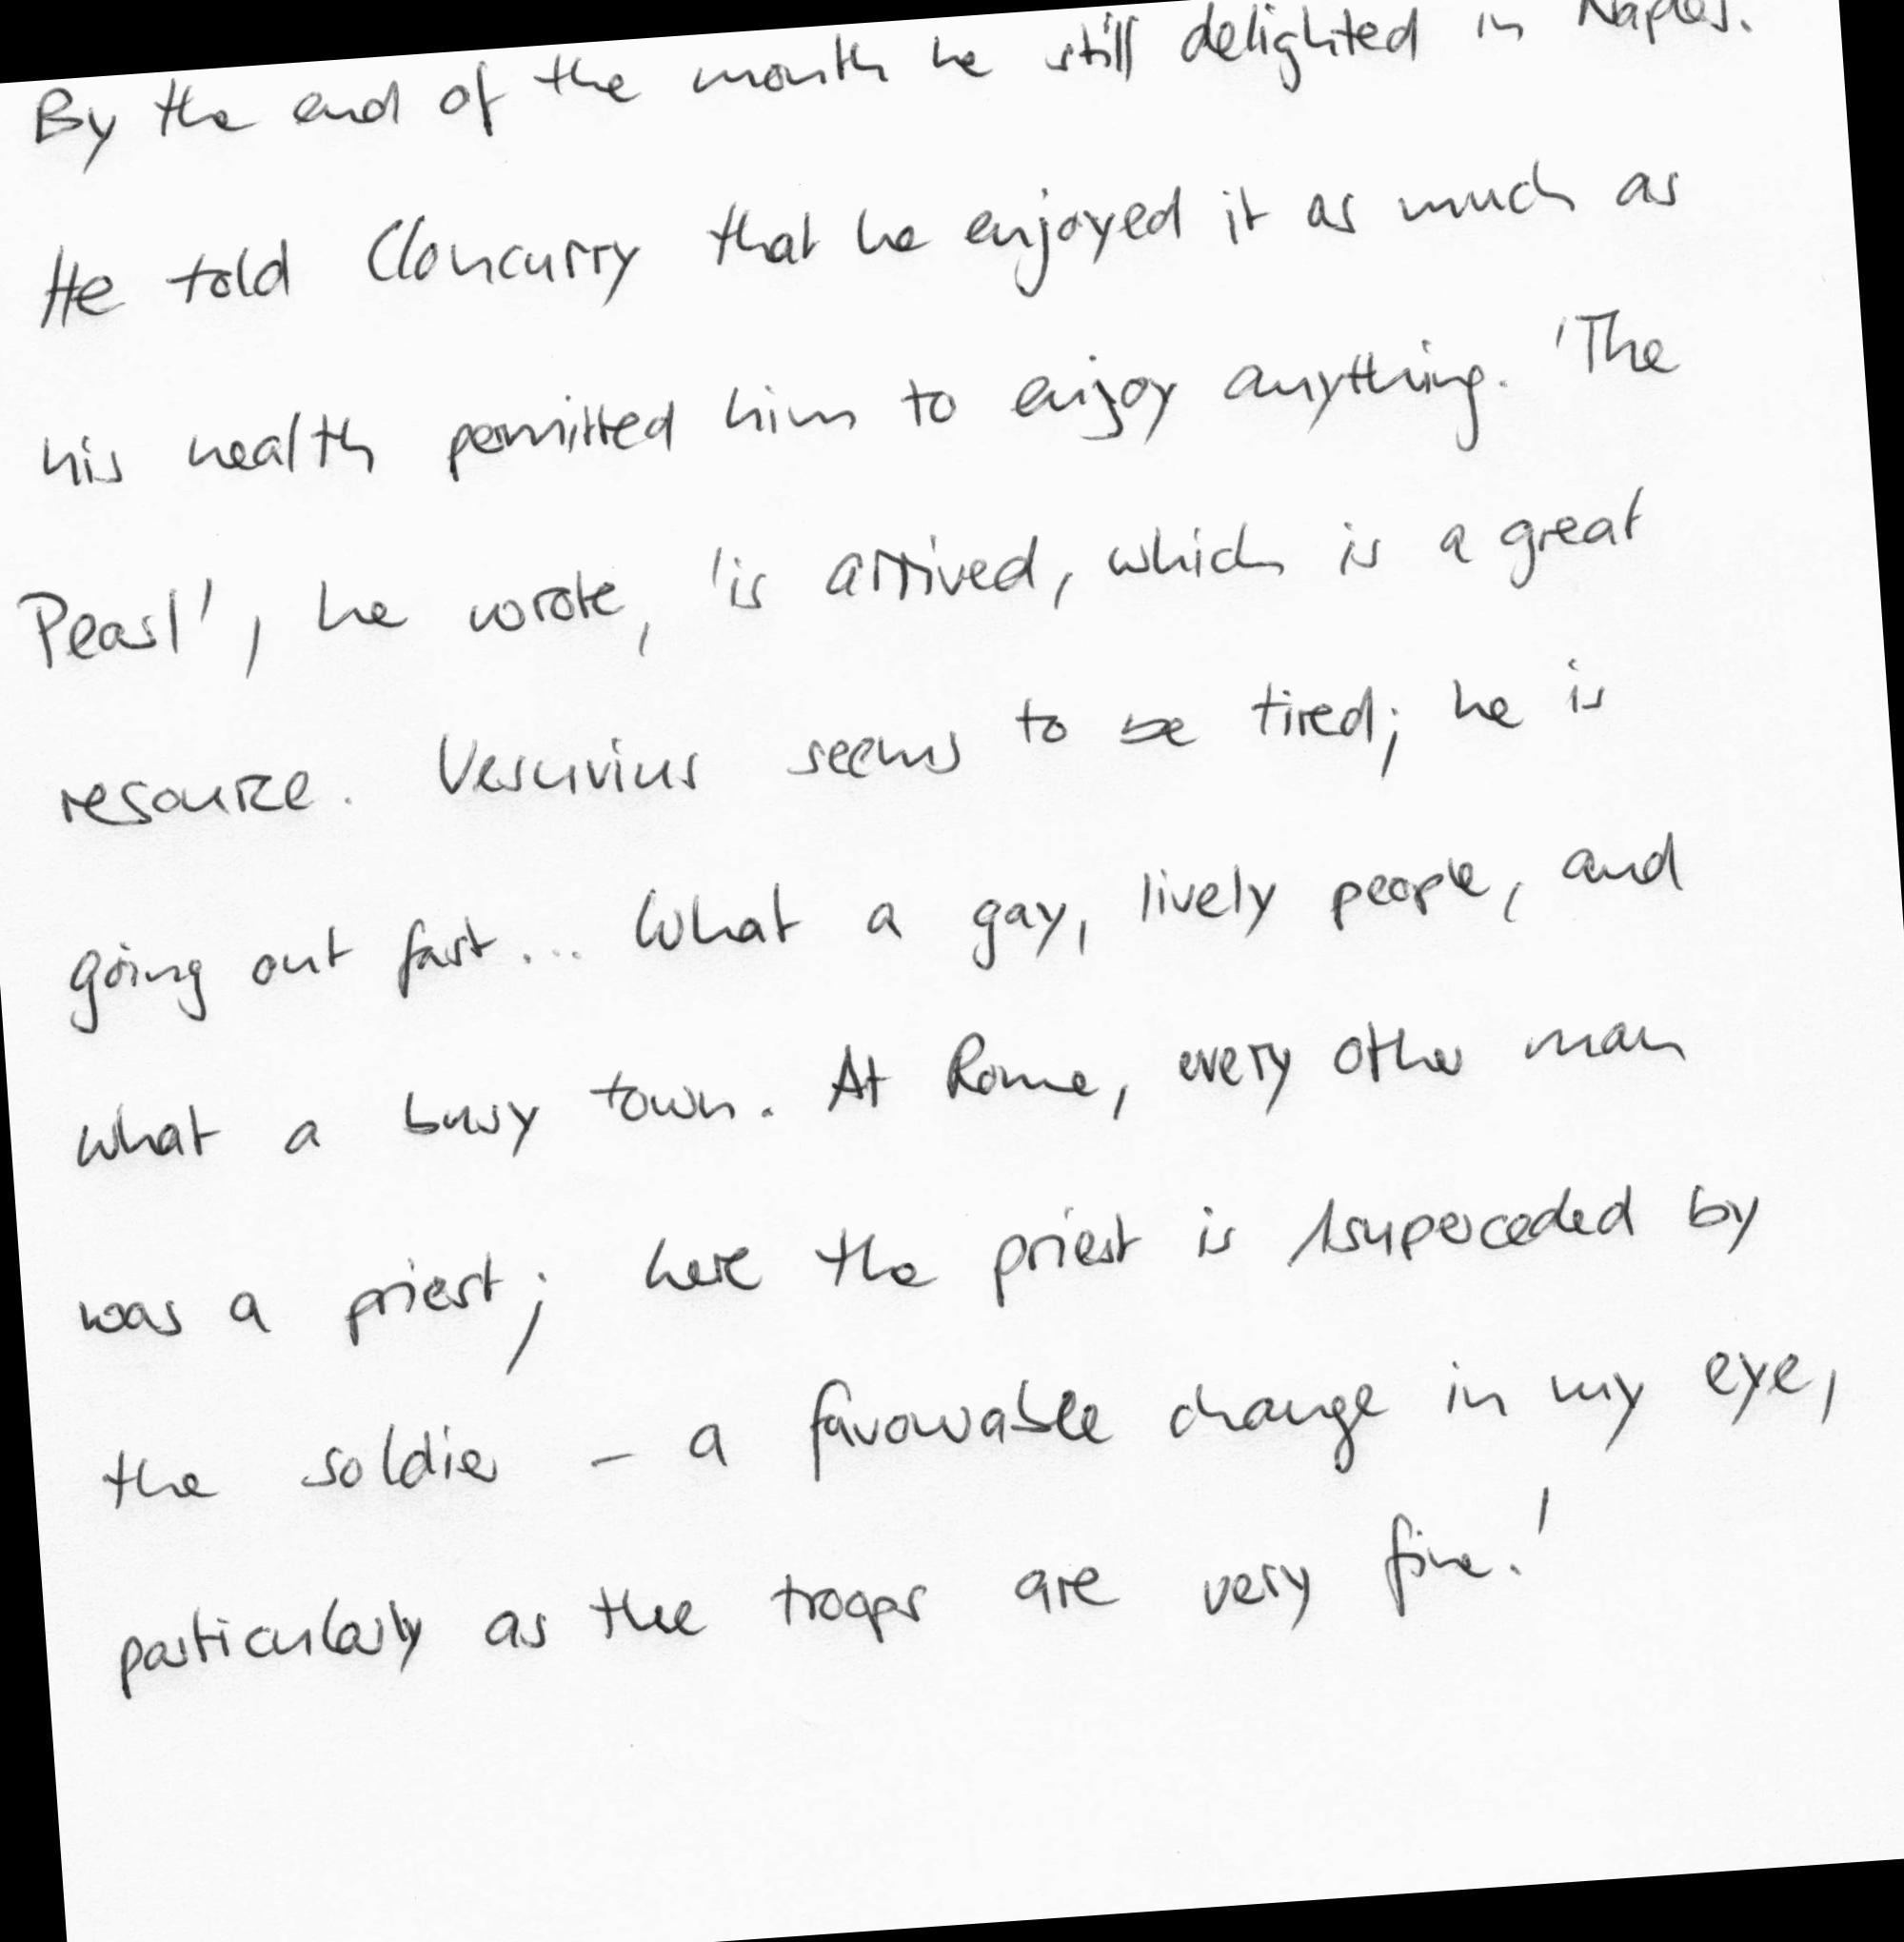 By the end of the month he still delighted in Naples.
He told Cloncurry that he enjoyed it as much as
his health permitted him to enjoy anything. 'The
Pearl', he wrote, 'is arrived, which is a great
resource. Vesuvius seems to be tired; he is
going out fast... What a gay, lively people, and
what a busy town. At Rome, every other man
was a priest; here the priest is superceded by
the soldier - a favourable change in my eye,
particularly as the troops are very fine.'